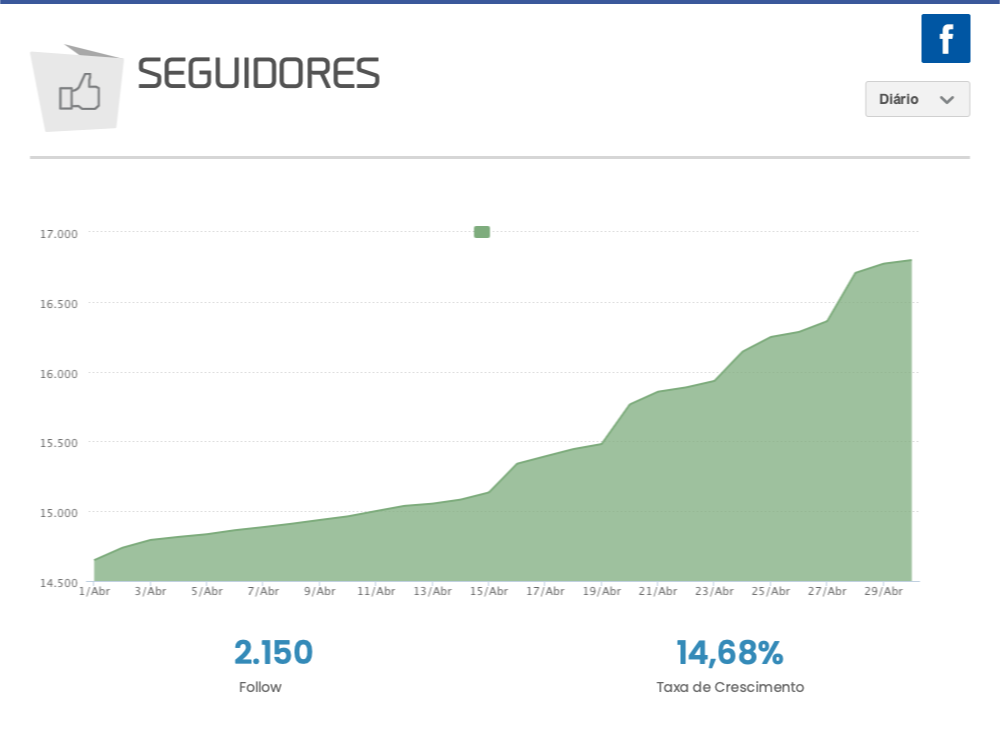 f
SEGUIDORES
Diário
17.000
16.500
16.000
15.500
15.000
14.500
1/Abr 3/Abr 5/Abr 7/Abr 9/Abr 11/Abr 13/Abr 15/Abr 17/Abr 19/Abr 21/Abr 23/Abr 25/Abr 27/Abr 29/Abr
2.150 14,68%
Follow Taxa de Crescimento